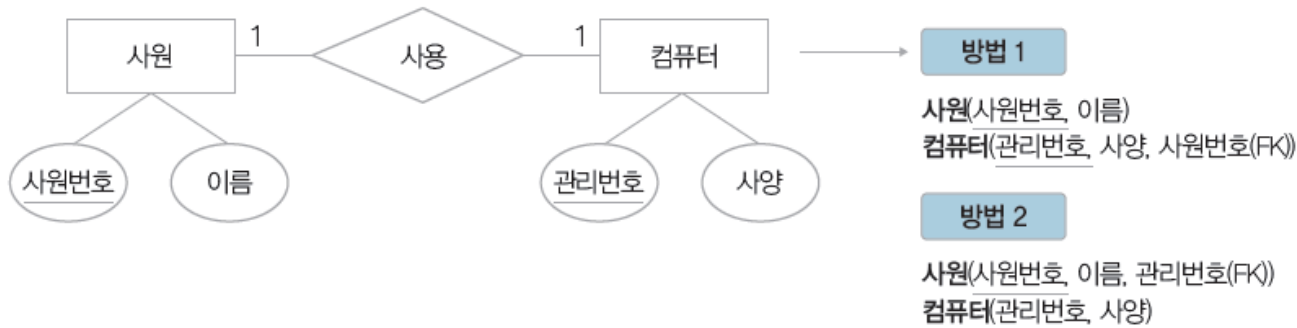 사원 1 사용 1 컴퓨터
사원번호 이름 관리번호 사양
방법 1
사원(사원번호, 이름)
컴퓨터(관리번호, 사양, 사원번호(FK))
방법 2
사원(사원번호, 이름, 관리번호(FK))
컴퓨터(관리번호, 사양)